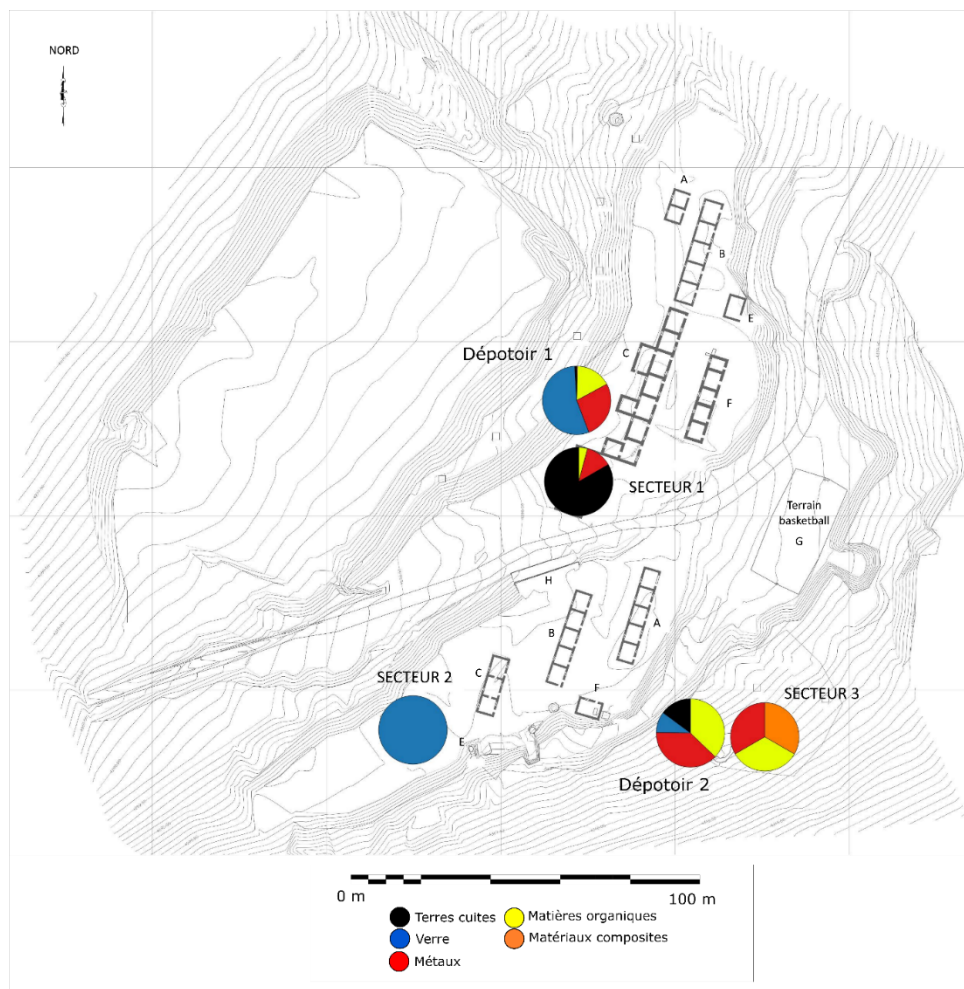 NORD
A
B
E
Dépotoir 1
C
F
SECTEUR 1
Terrain
basketball
G
H
A
B
SECTEUR 2
C
F
SECTEUR 3
E
Dépotoir 2
0 m
100 m
Terres cuites
Matières organiques
Verre
Matériaux composites
Métaux